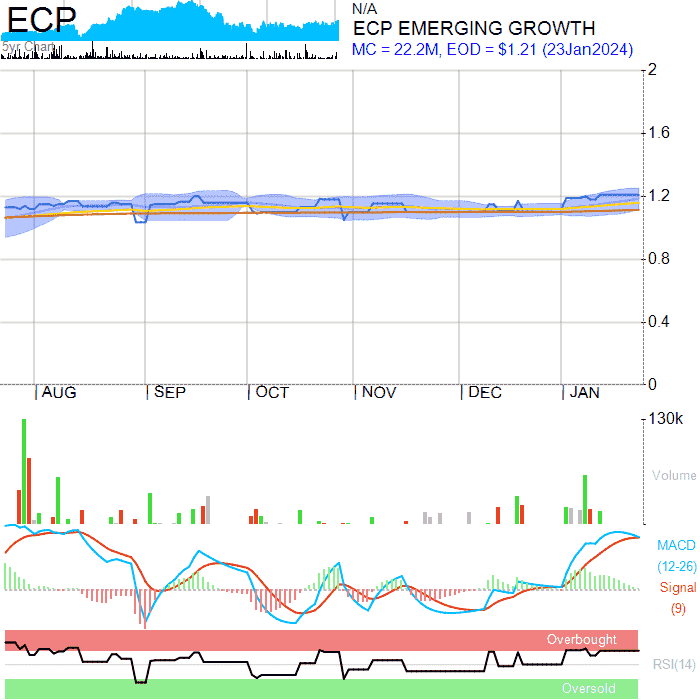 ECP
5yr Chart
N/A
ECP EMERGING GROWTH
MC = 22.2M, EOD = $1.21 (23Jan2024)
2
1.6
1.2
0.8
0.4
0
AUG
SEP
OCT
NOV
DEC
JAN
130k
Volume
MACD
(12-26)
Signal
(9)
Overbought
RSI(14)
Oversold